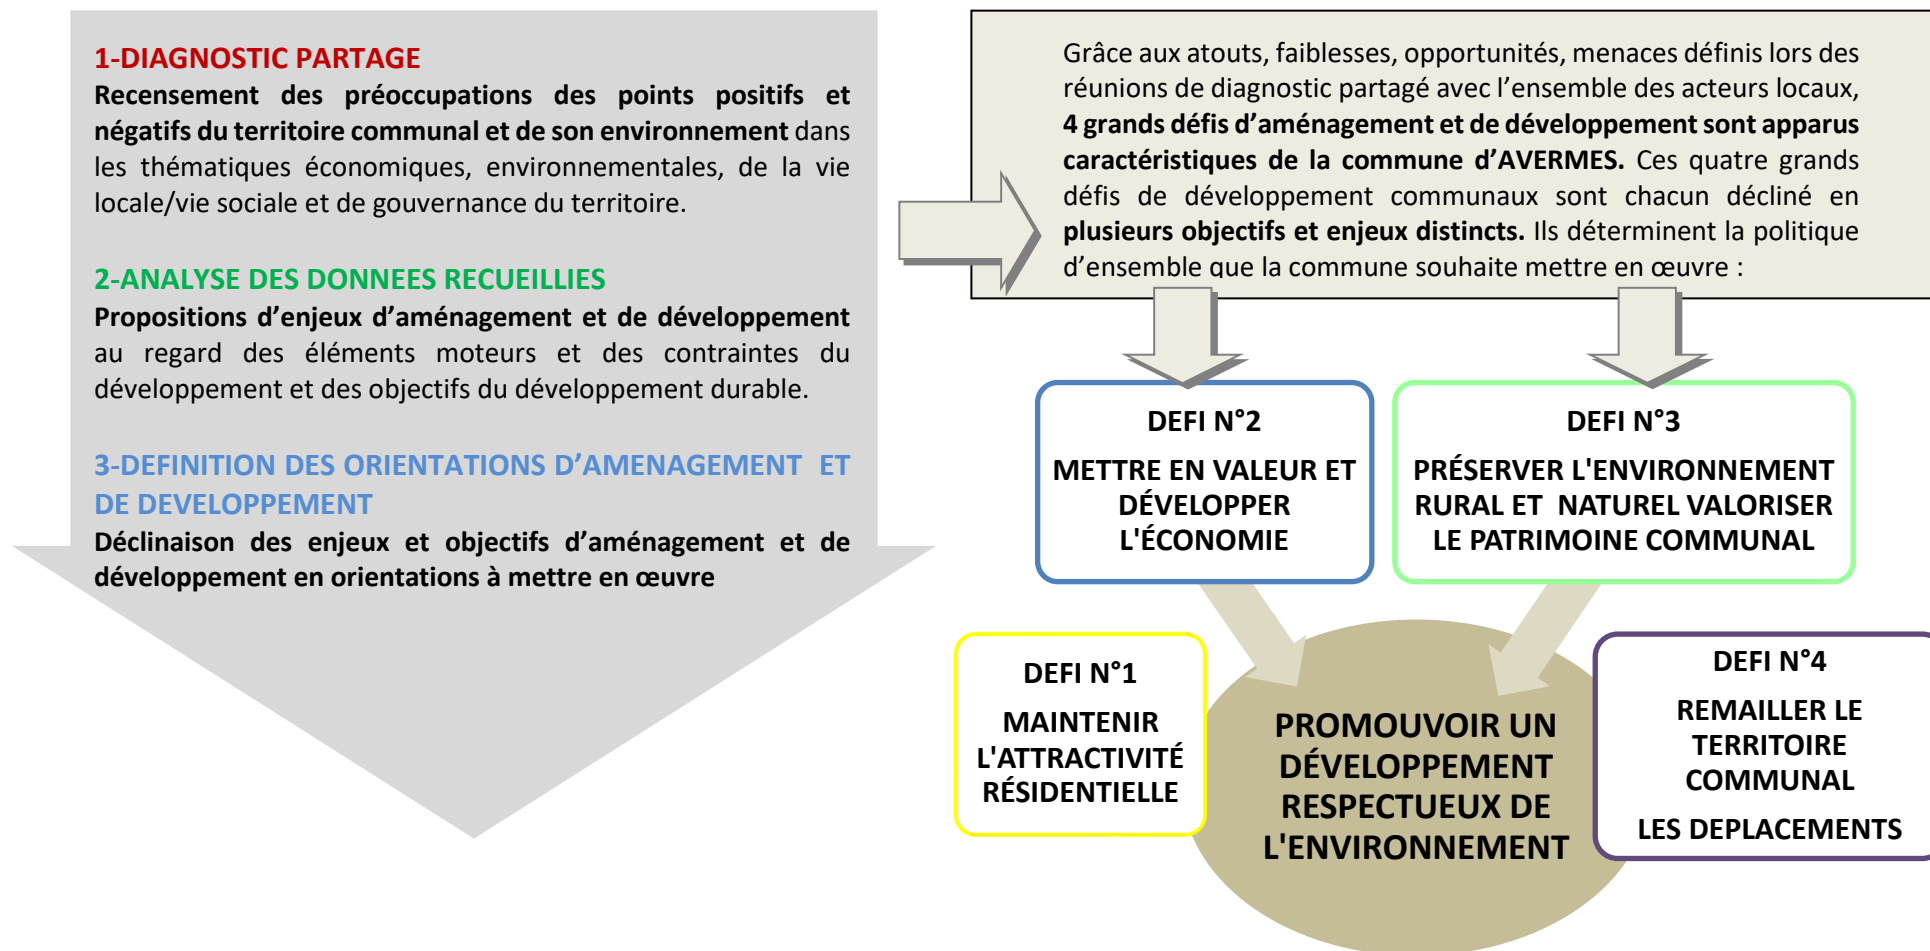 1-DIAGNOSTIC PARTAGE
Recensement des préoccupations des points positifs et
négatifs du territoire communal et de son environnement dans
les thématiques économiques, environnementales, de la vie
locale/vie sociale et de gouvernance du territoire.
2-ANALYSE DES DONNEES RECUEILLIES
Propositions d’enjeux d’aménagement et de développement
au regard des éléments moteurs et des contraintes du
développement et des objectifs du développement durable.
3-DEFINITION DES ORIENTATIONS D’AMENAGEMENT ET
DE DEVELOPPEMENT
Déclinaison des enjeux et objectifs d’aménagement et de
développement en orientations à mettre en œuvre
Grâce aux atouts, faiblesses, opportunités, menaces définis lors des
réunions de diagnostic partagé avec l’ensemble des acteurs locaux,
4 grands défis d’aménagement et de développement sont apparus
caractéristiques de la commune d’AVERMES. Ces quatre grands
défis de développement communaux sont chacun décliné en
plusieurs objectifs et enjeux distincts. Ils déterminent la politique
d’ensemble que la commune souhaite mettre en œuvre :
DEFI N°2
METTRE EN VALEUR ET
DÉVELOPPER
L'ÉCONOMIE
DEFI N°3
PRÉSERVER L'ENVIRONNEMENT
RURAL ET NATUREL VALORISER
LE PATRIMOINE COMMUNAL
DEFI N°1
MAINTENIR
L'ATTRACTIVITÉ
RÉSIDENTIELLE
PROMOUVOIR UN
DÉVELOPPEMENT
RESPECTUEUX DE
L'ENVIRONNEMENT
DEFI N°4
REMAILLER LE
TERRITOIRE
COMMUNAL
LES DEPLACEMENTS